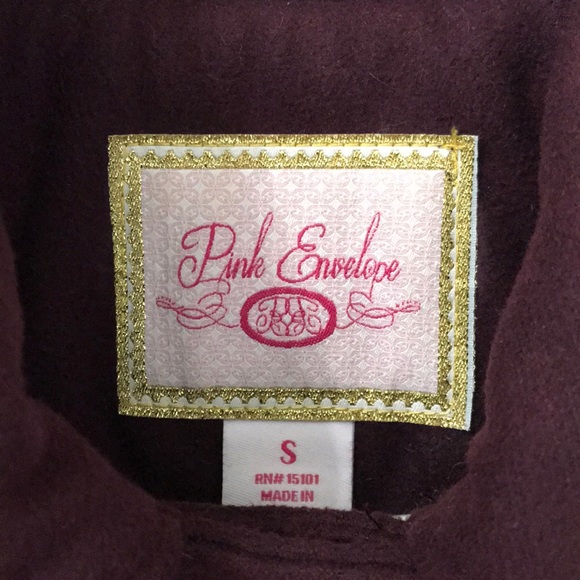 Pink Envelope
S
RN# 15101
MADE IN